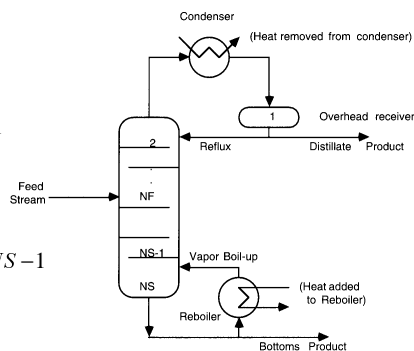 Condenser
(Heat removed from condenser)
1
Overhead receiver
2
Reflux
Distillate Product
Feed
Stream
NF
NS-1
NS-1
Vapor Boil-up
NS
(Heat added
to Reboiler)
Reboiler
Bottoms Product